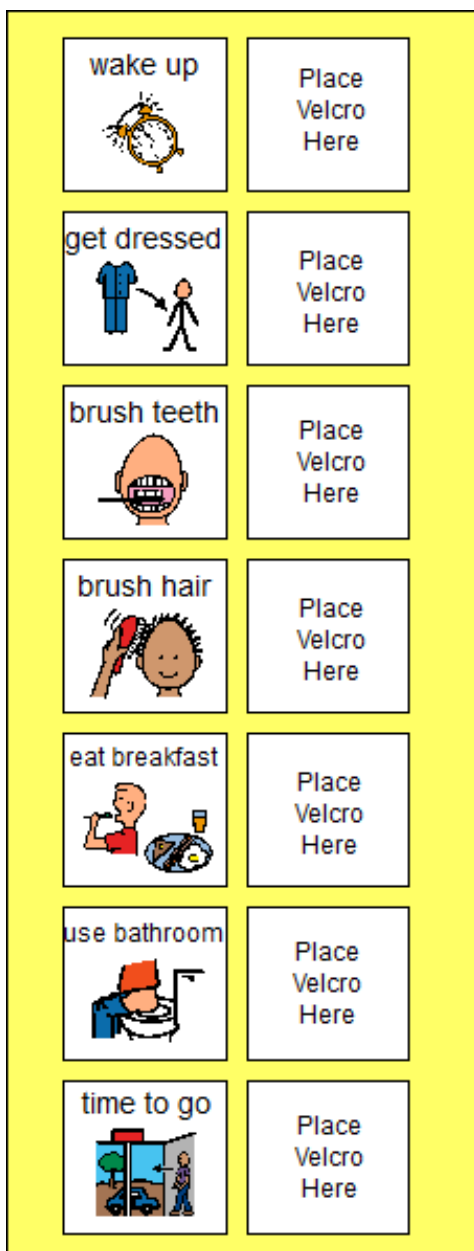 wake up
Place
Velcro
Here
get dressed
Place
Velcro
Here
brush teeth
Place
Velcro
Here
brush hair
Place
Velcro
Here
eat breakfast
Place
Velcro
Here
use bathroom
Place
Velcro
Here
time to go
Place
Velcro
Here